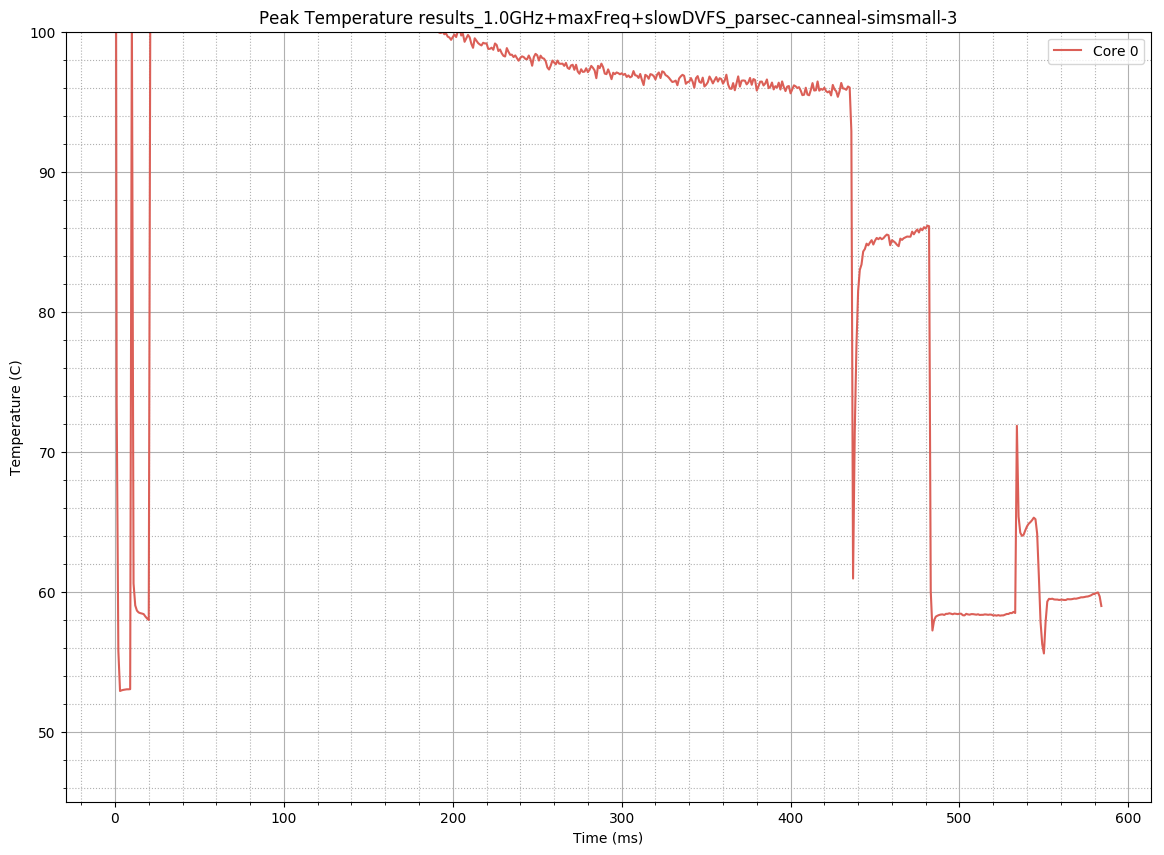 Peak Temperature results_1.0GHz+maxFreq+slowDVFS_parsec-canneal-simsmall-3
Core 0
100
90
80
70
60
50
Temperature (C)
0 100 200 300 400 500 600
Time (ms)